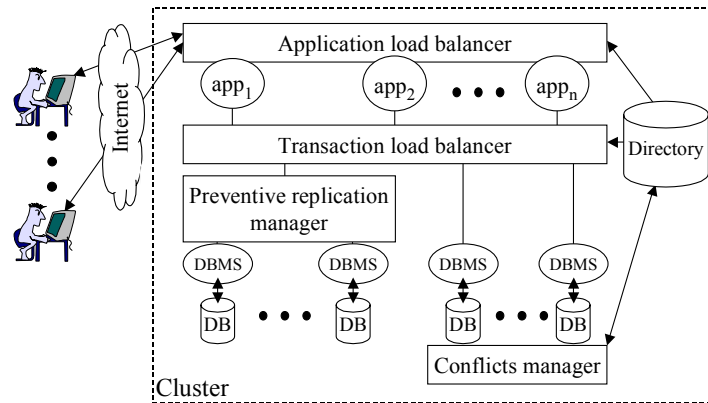 Application load balancer
Internet
app1
app2
appn
Transaction load balancer
Directory
Preventive replication
manager
DBMS
DBMS
DBMS
DBMS
DB
DB
DB
DB
Conflicts manager
Cluster